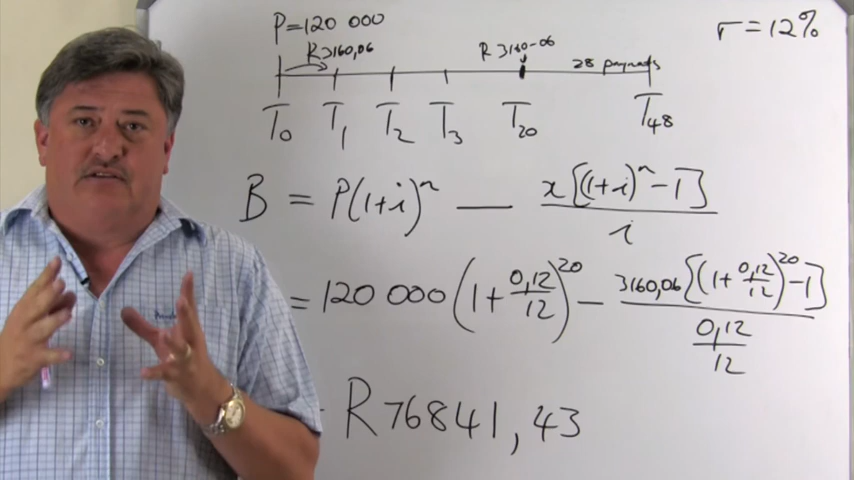 P=120 000
r=12%
R3160,06
R 3160-06
28 payments
T0 T1 T2 T3 T20 T48
B = P(1+i)^n — x[(1+i)^n-1]/i
= 120 000(1+0,12/12)^20 — 3160,06[(1+0,12/12)^20-1]/(0,12/12)
R76841,43